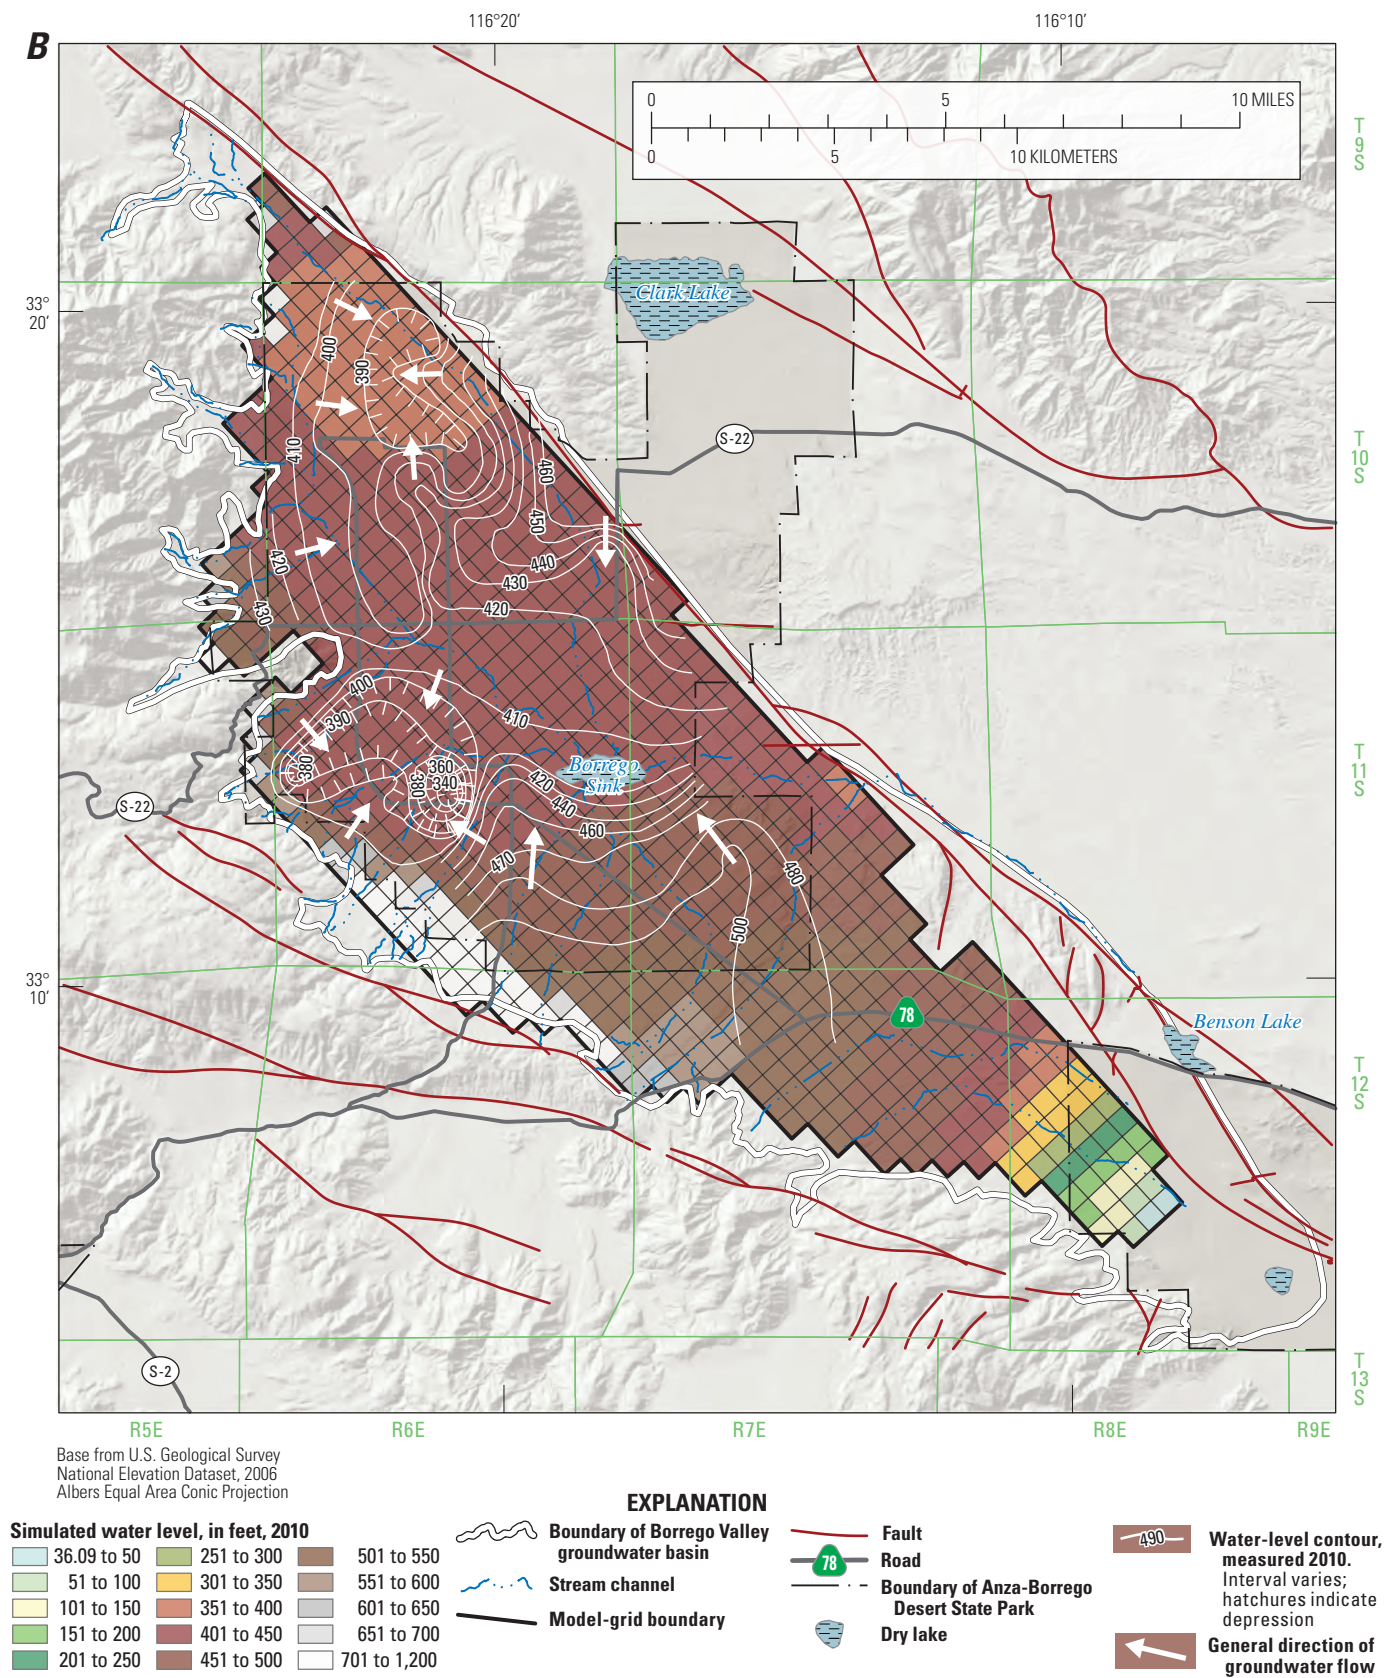 B
116°20′
116°10′
0
5
10 MILES
0
5
10 KILOMETERS
T
9
S
Clark Lake
33°
20′
400
390
410
S-22
T
10
S
460
450
440
430
420
420
430
400
390
410
380
360
340
380
Borrego
Sink
420
440
460
470
480
500
T
11
S
S-22
33°
10′
78
Benson Lake
T
12
S
S-2
T
13
S
R5E
R6E
R7E
R8E
R9E
Base from U.S. Geological Survey
National Elevation Dataset, 2006
Albers Equal Area Conic Projection
EXPLANATION
Simulated water level, in feet, 2010
36.09 to 50
51 to 100
101 to 150
151 to 200
201 to 250
251 to 300
301 to 350
351 to 400
401 to 450
451 to 500
501 to 550
551 to 600
601 to 650
651 to 700
701 to 1,200
Boundary of Borrego Valley
groundwater basin
Stream channel
Model-grid boundary
Fault
78
Road
Boundary of Anza-Borrego
Desert State Park
Dry lake
490
Water-level contour,
measured 2010.
Interval varies;
hatchures indicate
depression
General direction of
groundwater flow